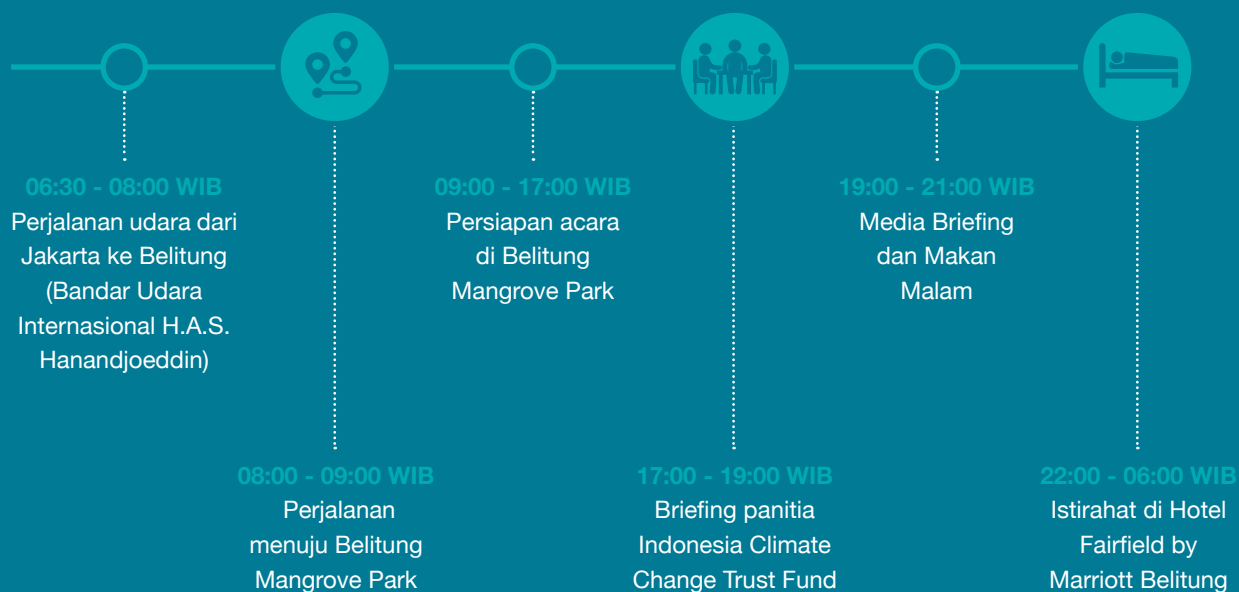 06:30 - 08:00 WIB
Perjalanan udara dari
Jakarta ke Belitung
(Bandar Udara
Internasional H.A.S.
Hanandjoeddin)
08:00 - 09:00 WIB
Perjalanan
menuju Belitung
Mangrove Park
09:00 - 17:00 WIB
Persiapan acara
di Belitung
Mangrove Park
17:00 - 19:00 WIB
Briefing panitia
Indonesia Climate
Change Trust Fund
19:00 - 21:00 WIB
Media Briefing
dan Makan
Malam
22:00 - 06:00 WIB
Istirahat di Hotel
Fairfield by
Marriott Belitung